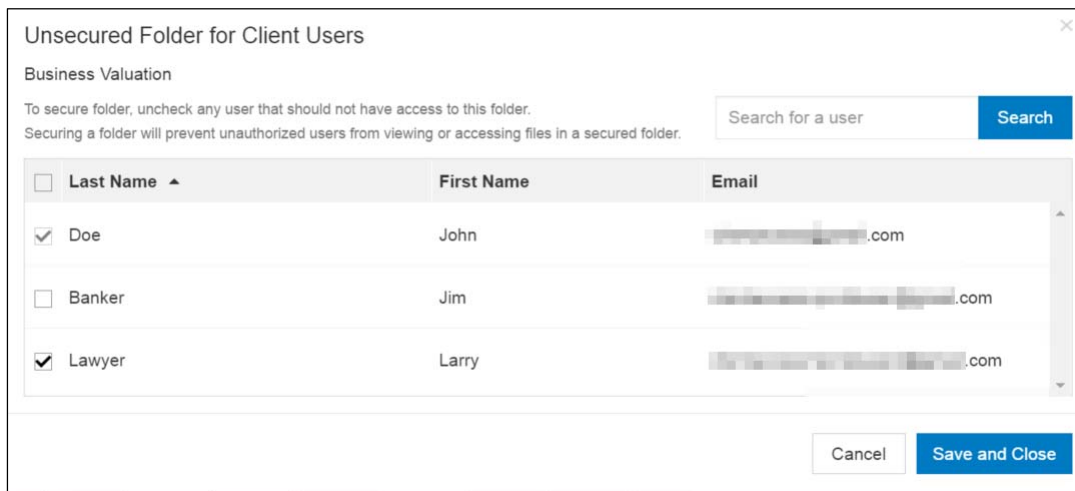 Unsecured Folder for Client Users
Business Valuation
To secure folder, uncheck any user that should not have access to this folder.
Securing a folder will prevent unauthorized users from viewing or accessing files in a secured folder.
Search for a user Search
Last Name First Name Email
Doe John .com
Banker Jim .com
Lawyer Larry .com
Cancel Save and Close